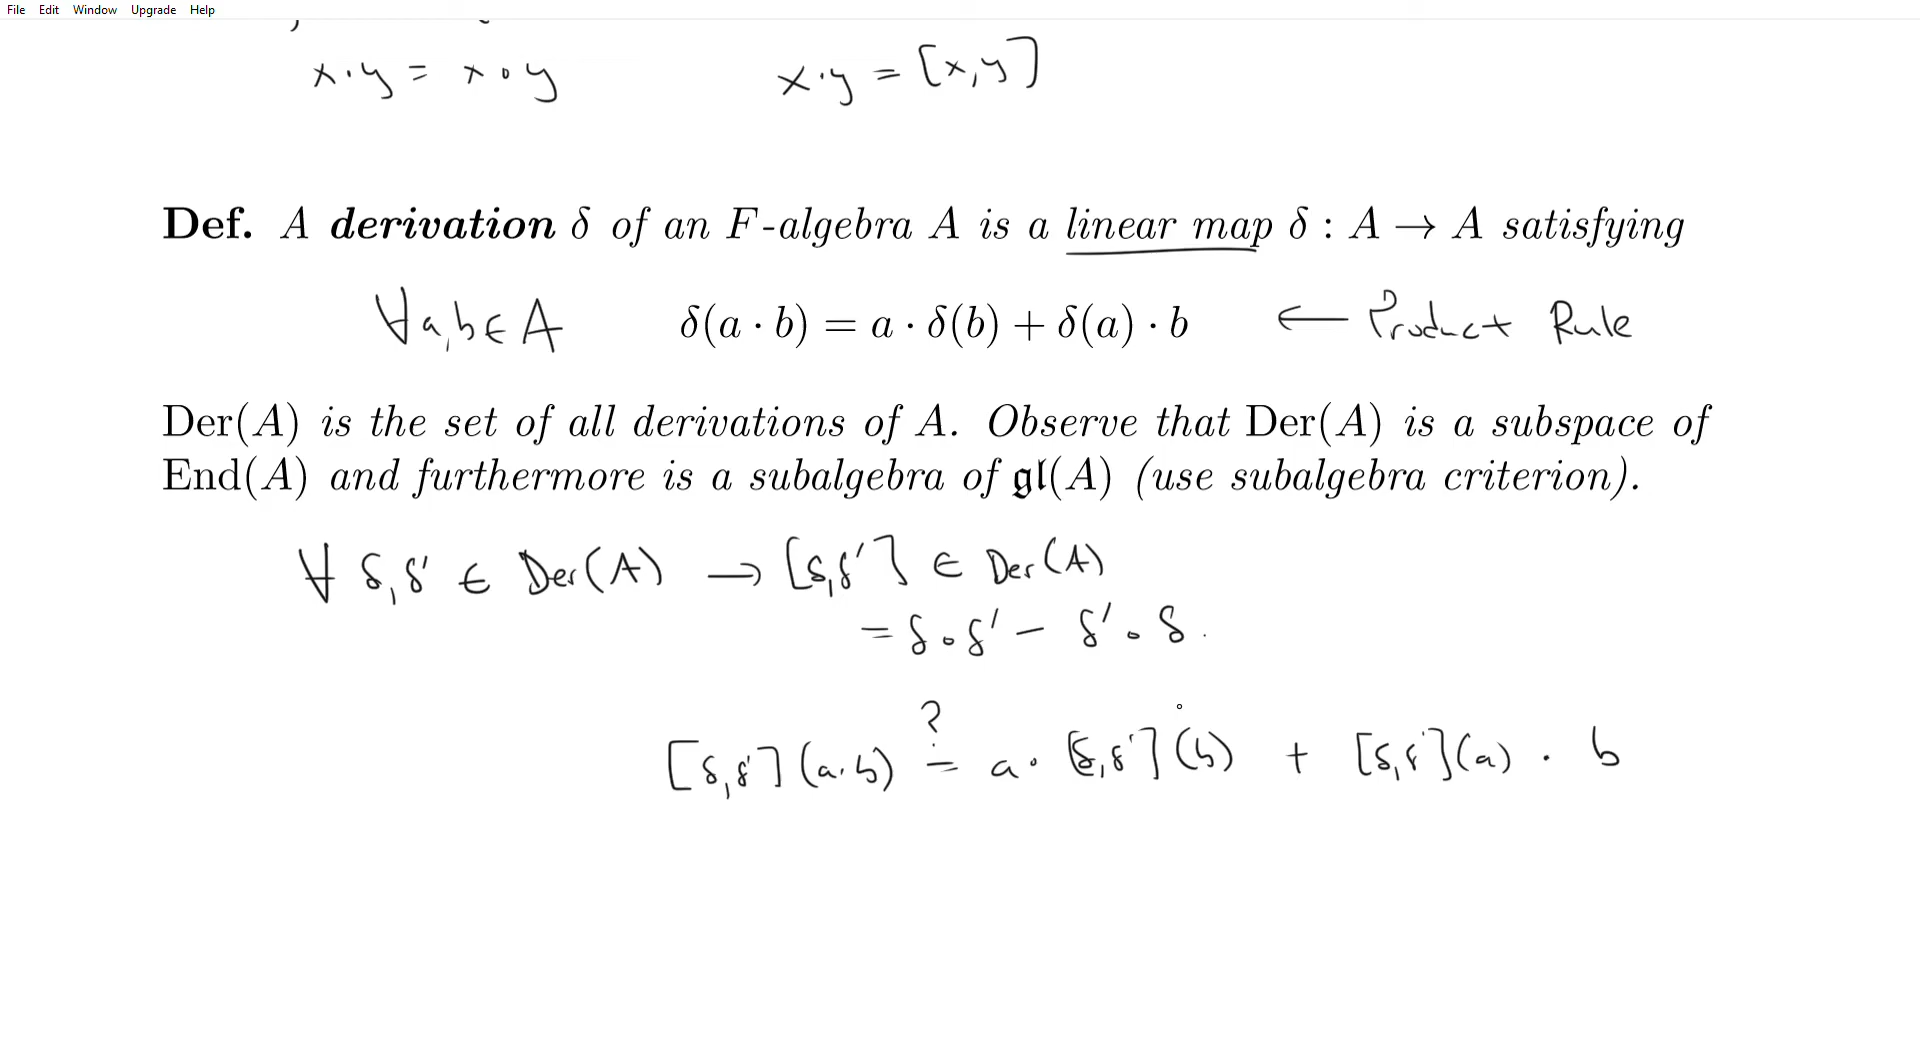 File Edit Window Upgrade Help
x·y = x∘y x·y = [x,y]
Def. A derivation δ of an F-algebra A is a linear map δ : A → A satisfying
∀a,b∈A δ(a · b) = a · δ(b) + δ(a) · b ← Product Rule
Der(A) is the set of all derivations of A. Observe that Der(A) is a subspace of
End(A) and furthermore is a subalgebra of 𝔤𝔩(A) (use subalgebra criterion).
∀ δ,δ' ∈ Der(A) → [δ,δ'] ∈ Der(A)
= δ∘δ' − δ'∘δ.
?
[δ,δ'](a·b) = a· [δ,δ'](b) + [δ,δ'](a) · b